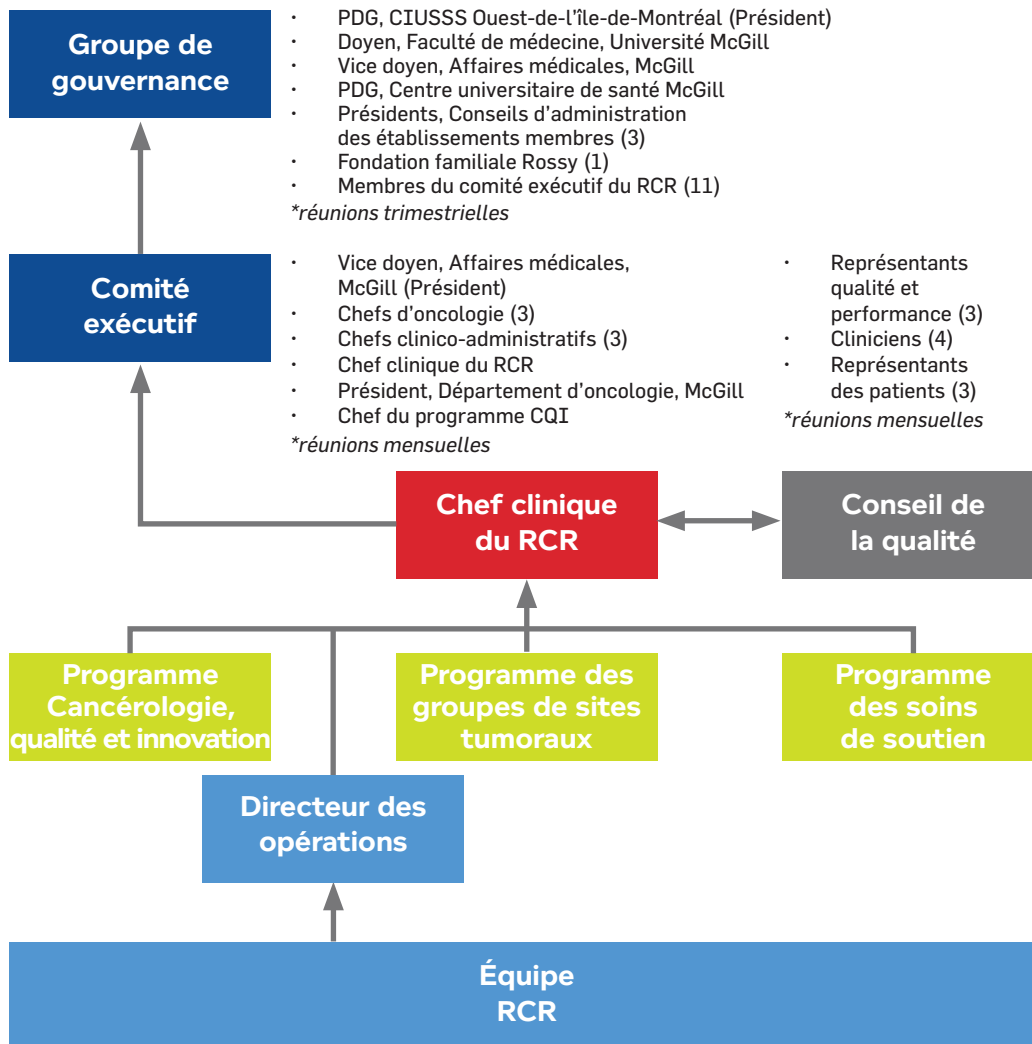 Groupe de
gouvernance
· PDG, CIUSSS Ouest-de-l'île-de-Montréal (Président)
· Doyen, Faculté de médecine, Université McGill
· Vice doyen, Affaires médicales, McGill
· PDG, Centre universitaire de santé McGill
· Présidents, Conseils d'administration
des établissements membres (3)
· Fondation familiale Rossy (1)
· Membres du comité exécutif du RCR (11)
*réunions trimestrielles
Comité
exécutif
· Vice doyen, Affaires médicales,
McGill (Président)
· Chefs d'oncologie (3)
· Chefs clinico-administratifs (3)
· Chef clinique du RCR
· Président, Département d'oncologie, McGill
· Chef du programme CQI
*réunions mensuelles
· Représentants
qualité et
performance (3)
· Cliniciens (4)
· Représentants
des patients (3)
*réunions mensuelles
Chef clinique
du RCR
Conseil de
la qualité
Programme
Cancérologie,
qualité et innovation
Programme des
groupes de sites
tumoraux
Programme
des soins
de soutien
Directeur des
opérations
Équipe
RCR